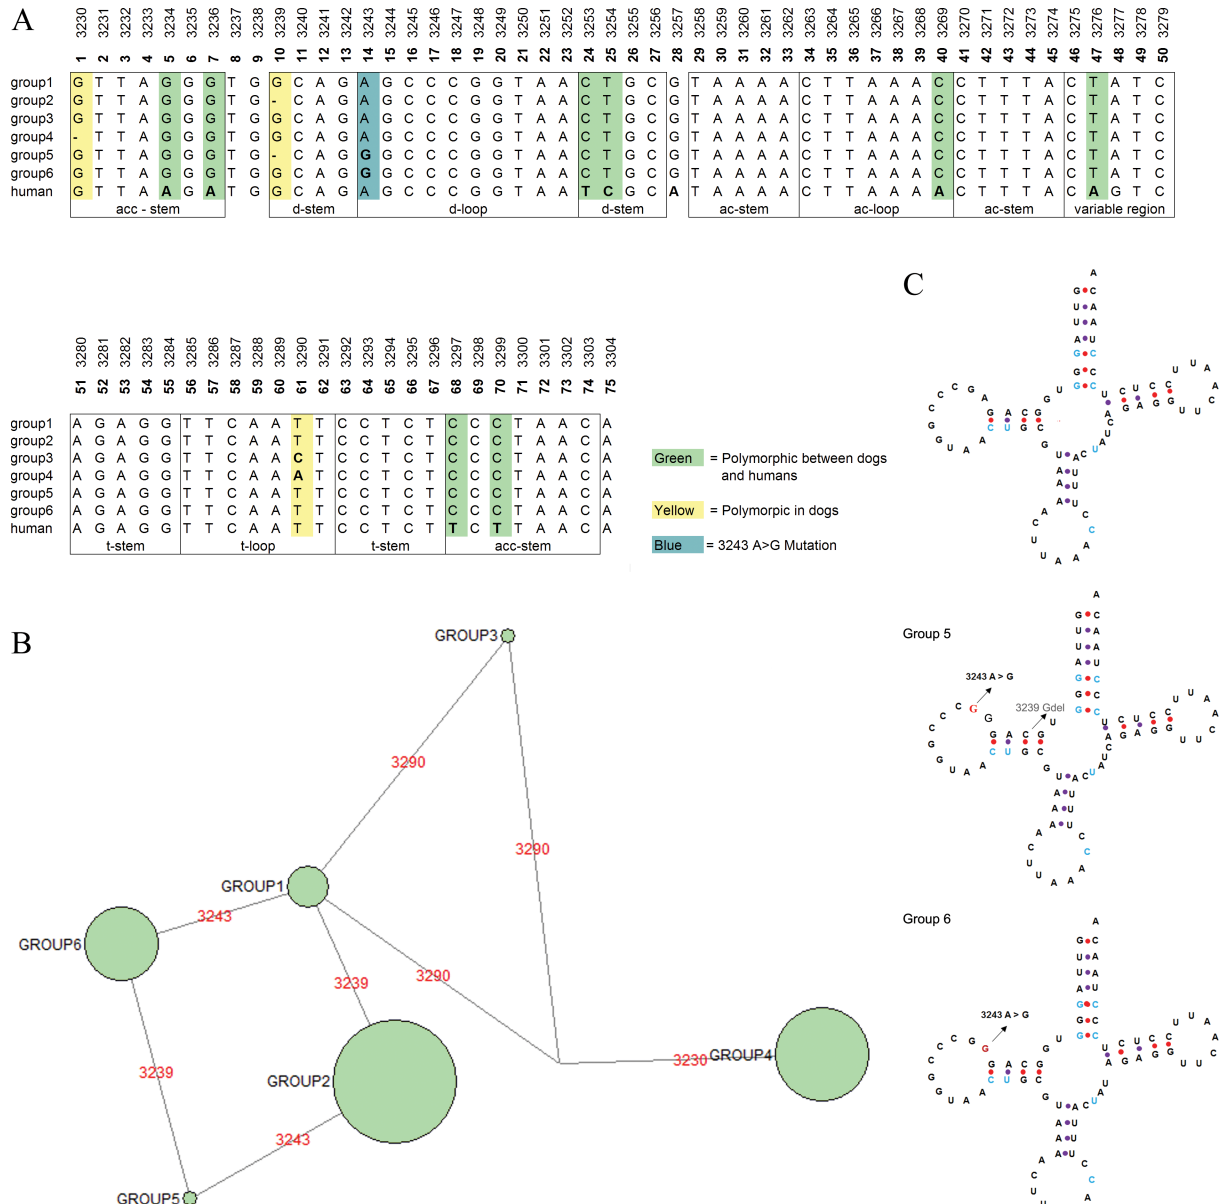 A
3230 3231 3232 3233 3234 3235 3236 3237 3238 3239 3240 3241 3242 3243 3244 3245 3246 3247 3248 3249 3250 3251 3252 3253 3254 3255 3256 3257 3258 3259 3260 3261 3262 3263 3264 3265 3266 3267 3268 3269 3270 3271 3272 3273 3274 3275 3276 3277 3278 3279
1 2 3 4 5 6 7 8 9 10 11 12 13 14 15 16 17 18 19 20 21 22 23 24 25 26 27 28 29 30 31 32 33 34 35 36 37 38 39 40 41 42 43 44 45 46 47 48 49 50
group1 G T T A G G G T G G C A G A G C C C G G T A A C T G C G T A A A A C T T A A A C C T T T A C T A T C
group2 G T T A G G G T G - C A G A G C C C G G T A A C T G C G T A A A A C T T A A A C C T T T A C T A T C
group3 G T T A G G G T G G C A G A G C C C G G T A A C T G C G T A A A A C T T A A A C C T T T A C T A T C
group4 - T T A G G G T G G C A G A G C C C G G T A A C T G C G T A A A A C T T A A A C C T T T A C T A T C
group5 G T T A G G G T G - C A G G G C C C G G T A A C T G C G T A A A A C T T A A A C C T T T A C T A T C
group6 G T T A G G G T G G C A G G G C C C G G T A A C T G C G T A A A A C T T A A A C C T T T A C T A T C
human G T T A A G A T G G C A G A G C C C G G T A A T C G C A T A A A A C T T A A A A C T T T A C A G T C
acc - stem d-stem d-loop d-stem ac-stem ac-loop ac-stem variable region
3280 3281 3282 3283 3284 3285 3286 3287 3288 3289 3290 3291 3292 3293 3294 3295 3296 3297 3298 3299 3300 3301 3302 3303 3304
51 52 53 54 55 56 57 58 59 60 61 62 63 64 65 66 67 68 69 70 71 72 73 74 75
group1 A G A G G T T C A A T T C C T C T C C C T A A C A
group2 A G A G G T T C A A T T C C T C T C C C T A A C A
group3 A G A G G T T C A A C T C C T C T C C C T A A C A
group4 A G A G G T T C A A A T C C T C T C C C T A A C A
group5 A G A G G T T C A A T T C C T C T C C C T A A C A
group6 A G A G G T T C A A T T C C T C T C C C T A A C A
human A G A G G T T C A A T T C C T C T T C T T A A C A
t-stem t-loop t-stem acc-stem
Green = Polymorphic between dogs
and humans
Yellow = Polymorpic in dogs
Blue = 3243 A>G Mutation
B
GROUP3
3290
3290
GROUP1
3243
GROUP6
3290
3239
3230
GROUP4
GROUP2
3239
3243
GROUP5
C
Group 5
3243 A > G
3239 Gdel
Group 6
3243 A > G